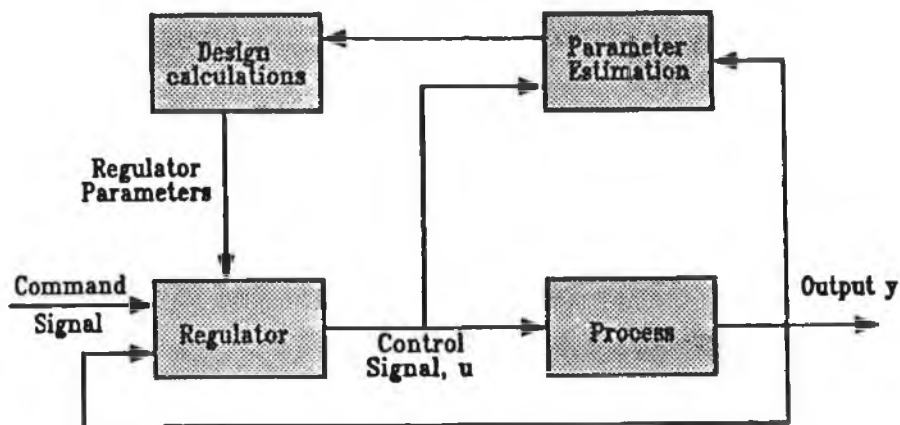 Design
calculations
Parameter
Estimation
Regulator
Parameters
Command
Signal
Regulator
Control
Signal, u
Process
Output y